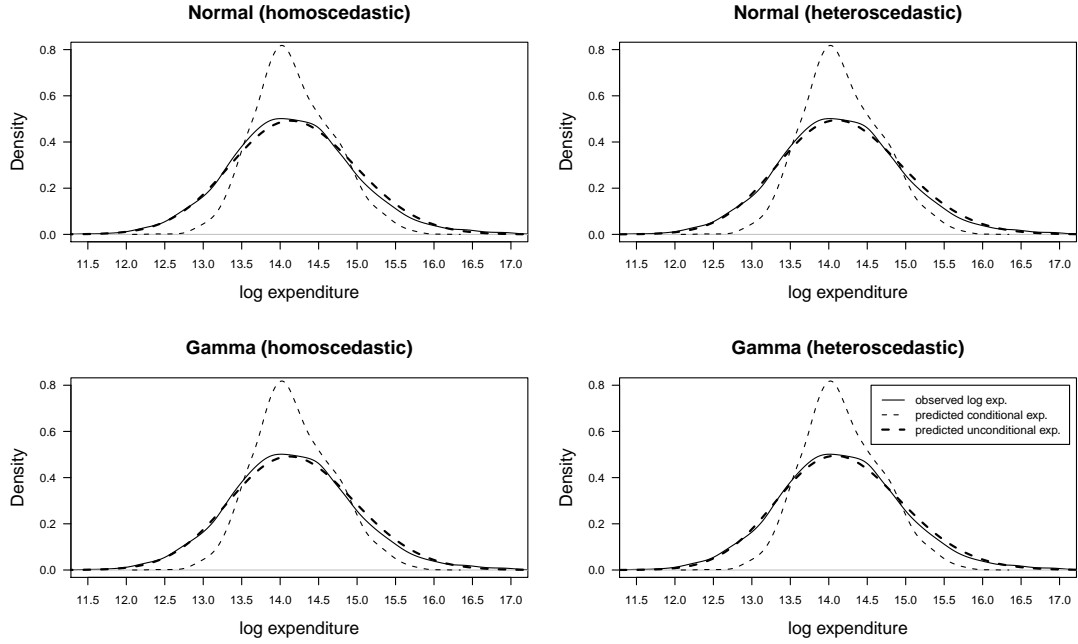 Normal (homoscedastic)
Density
0.8
0.6
0.4
0.2
0.0
11.5 12.0 12.5 13.0 13.5 14.0 14.5 15.0 15.5 16.0 16.5 17.0
log expenditure
Normal (heteroscedastic)
Density
0.8
0.6
0.4
0.2
0.0
11.5 12.0 12.5 13.0 13.5 14.0 14.5 15.0 15.5 16.0 16.5 17.0
log expenditure
Gamma (homoscedastic)
Density
0.8
0.6
0.4
0.2
0.0
11.5 12.0 12.5 13.0 13.5 14.0 14.5 15.0 15.5 16.0 16.5 17.0
log expenditure
Gamma (heteroscedastic)
Density
0.8
0.6
0.4
0.2
0.0
observed log exp.
predicted conditional exp.
predicted unconditional exp.
11.5 12.0 12.5 13.0 13.5 14.0 14.5 15.0 15.5 16.0 16.5 17.0
log expenditure